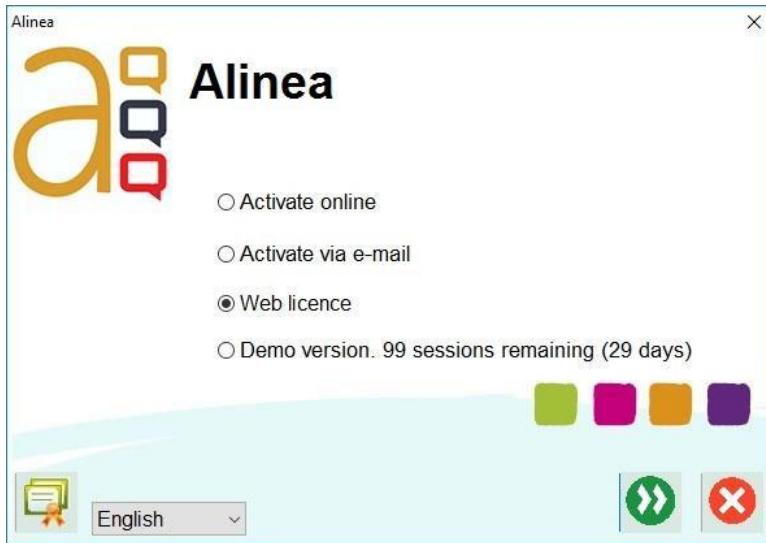 Alinea
Alinea
Activate online
Activate via e-mail
Web licence
Demo version. 99 sessions remaining (29 days)
English